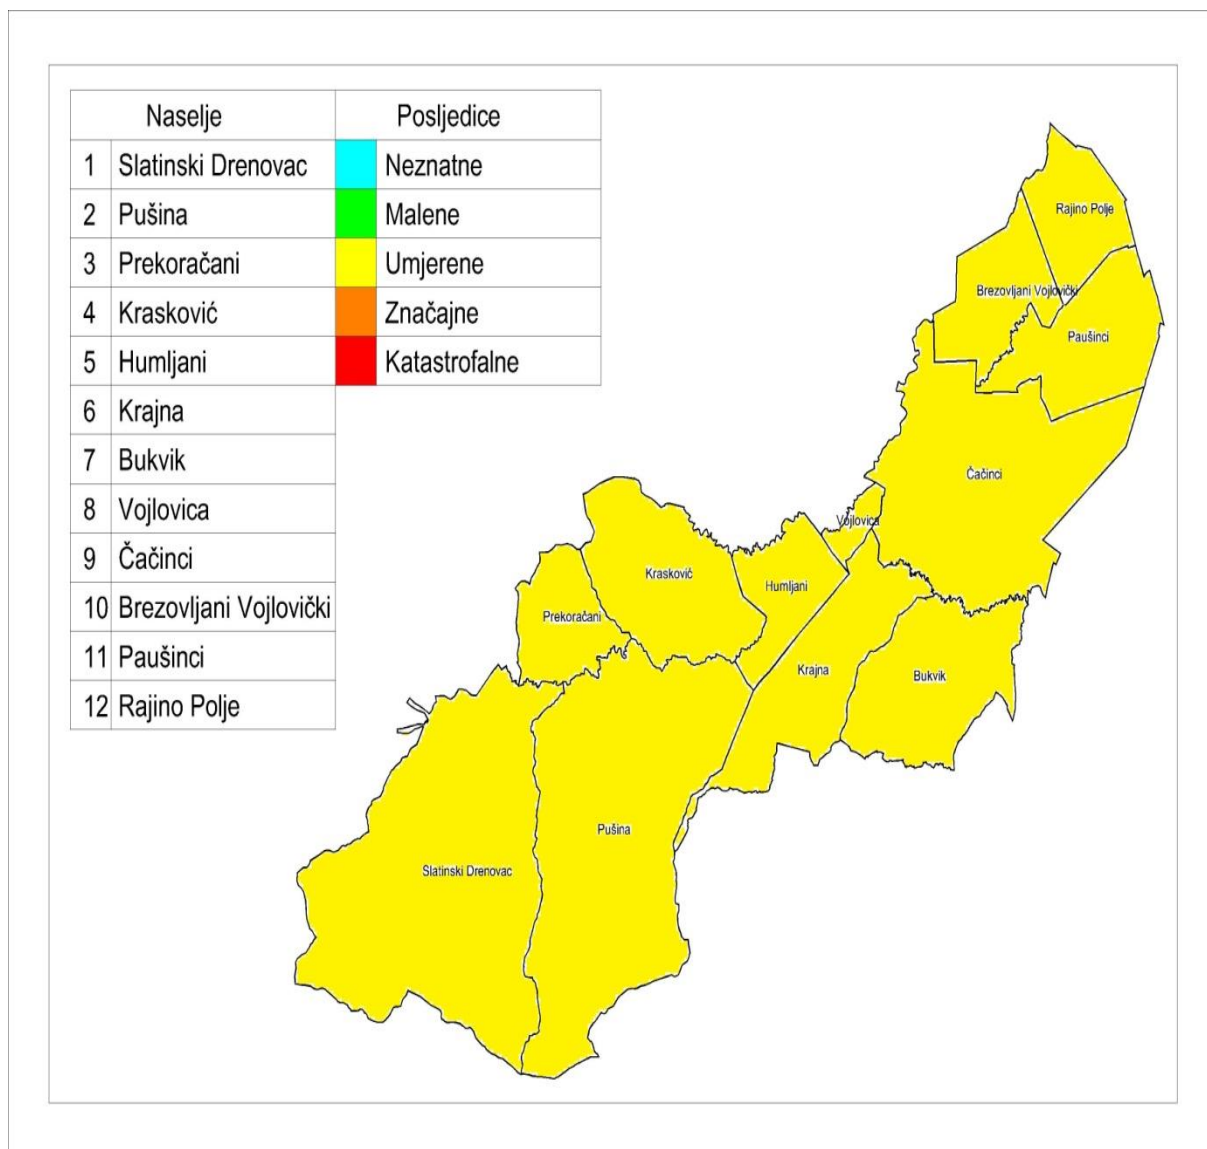 Naselje Posljedice
1 Slatinski Drenovac Neznatne
2 Pušina Malene
3 Prekoračani Umjerene
4 Krasković Značajne
5 Humljani Katastrofalne
6 Krajna
7 Bukvik
8 Vojlovica
9 Čačinci
10 Brezovljani Vojlovički
11 Paušinci
12 Rajino Polje
Rajino Polje
Brezovljani Vojlovički
Paušinci
Čačinci
Vojlovica
Krasković
Humljani
Prekoračani
Krajna
Bukvik
Pušina
Slatinski Drenovac